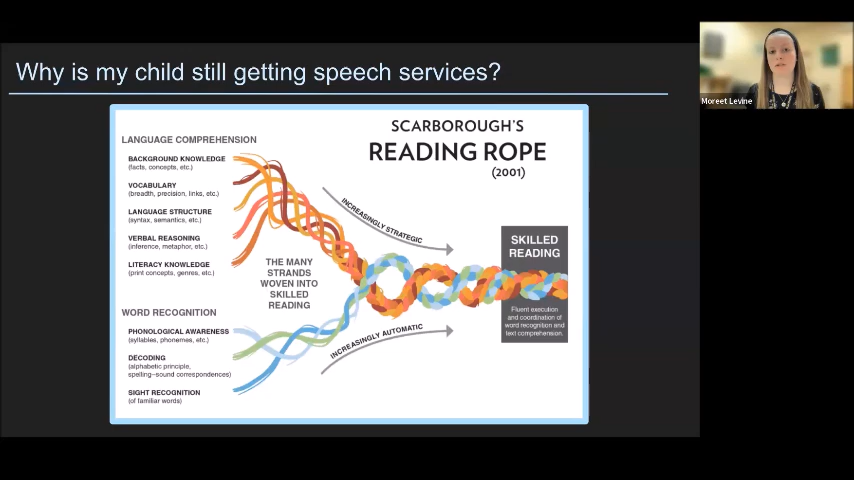 Why is my child still getting speech services?
Moreet Levine
SCARBOROUGH'S
READING ROPE
(2001)
LANGUAGE COMPREHENSION
BACKGROUND KNOWLEDGE
(facts, concepts, etc.)
VOCABULARY
(breadth, precision, links, etc.)
LANGUAGE STRUCTURE
(syntax, semantics, etc.)
VERBAL REASONING
(inference, metaphor, etc.)
LITERACY KNOWLEDGE
(print concepts, genres, etc.)
THE MANY
STRANDS
WOVEN INTO
SKILLED
READING
WORD RECOGNITION
PHONOLOGICAL AWARENESS
(syllables, phonemes, etc.)
DECODING
(alphabetic principle,
spelling–sound correspondences)
SIGHT RECOGNITION
(of familiar words)
INCREASINGLY STRATEGIC
INCREASINGLY AUTOMATIC
SKILLED
READING
Fluent execution
and coordination of
word recognition and
text comprehension.